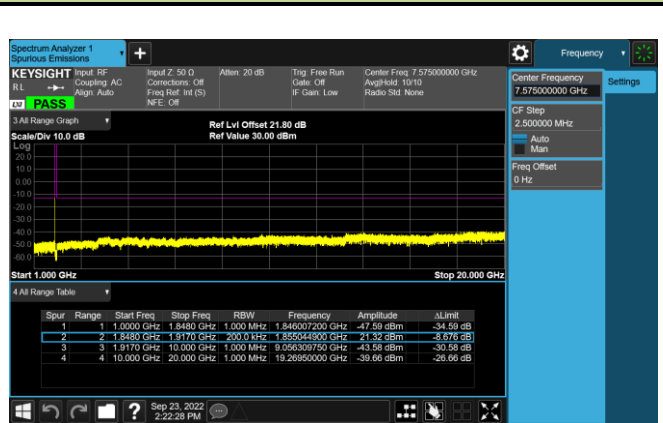 Spectrum Analyzer 1
Spurious Emissions
Frequency
KEYSIGHT
R L
LXI PASS
Input: RF
Coupling: AC
Align: Auto
Input Z: 50 Ω
Corrections: Off
Freq Ref: Int (S)
NFE: Off
Atten: 20 dB
Trig: Free Run
Gate: Off
IF Gain: Low
Center Freq: 7.575000000 GHz
Avg|Hold: 10/10
Radio Std: None
Center Frequency
7.575000000 GHz
Settings
CF Step
2.500000 MHz
Auto
Man
Freq Offset
0 Hz
3 All Range Graph
Scale/Div 10.0 dB
Ref Lvl Offset 21.80 dB
Ref Value 30.00 dBm
Log
20.0
10.0
0.00
-10.0
-20.0
-30.0
-40.0
-50.0
-60.0
Start 1.000 GHz
Stop 20.000 GHz
4 All Range Table
Spur Range Start Freq Stop Freq RBW Frequency Amplitude ΔLimit
1 1 1.0000 GHz 1.8480 GHz 1.000 MHz 1.846007200 GHz -47.59 dBm -34.59 dB
2 2 1.8480 GHz 1.9170 GHz 200.0 kHz 1.855044900 GHz 21.32 dBm -8.676 dB
3 3 1.9170 GHz 10.000 GHz 1.000 MHz 9.056309750 GHz -43.58 dBm -30.58 dB
4 4 10.000 GHz 20.000 GHz 1.000 MHz 19.26950000 GHz -39.66 dBm -26.66 dB
Sep 23, 2022
2:22:28 PM